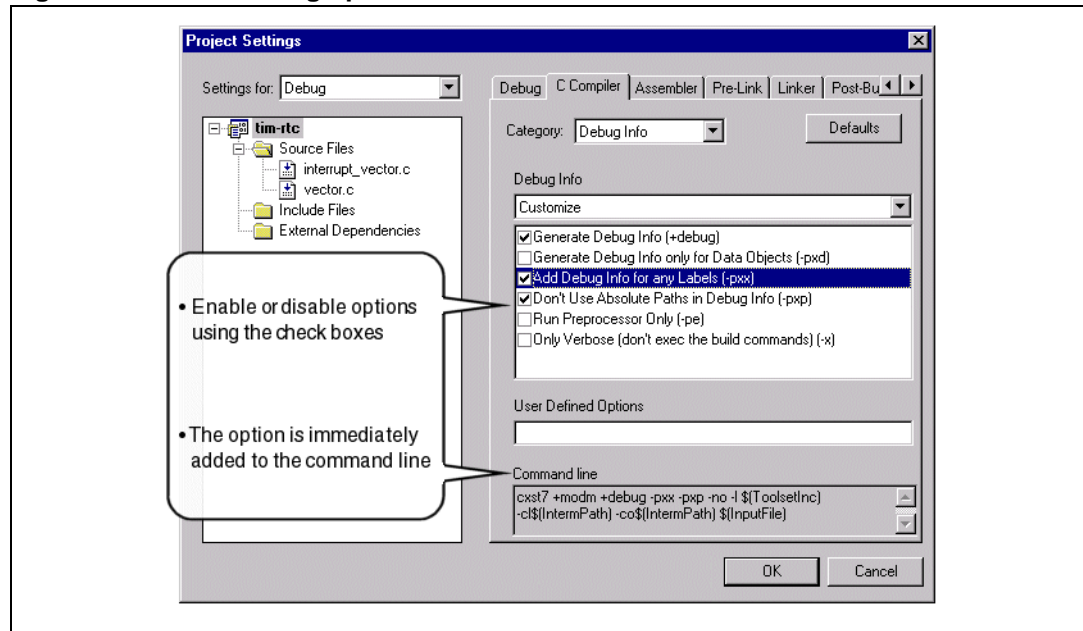 Project Settings
Settings for: Debug
tim-rtc
Source Files
interrupt_vector.c
vector.c
Include Files
External Dependencies
• Enable or disable options
using the check boxes
• The option is immediately
added to the command line
Debug C Compiler Assembler Pre-Link Linker Post-Bu
Category: Debug Info Defaults
Debug Info
Customize
Generate Debug Info (+debug)
Generate Debug Info only for Data Objects (-pxd)
Add Debug Info for any Labels (-pxx)
Don't Use Absolute Paths in Debug Info (-pxp)
Run Preprocessor Only (-pe)
Only Verbose (don't exec the build commands) (-x)
User Defined Options
Command line
cxst7 +modm +debug -pxx -pxp -no -l $(ToolsetInc)
-cl$(IntermPath) -co$(IntermPath) $(InputFile)
OK Cancel